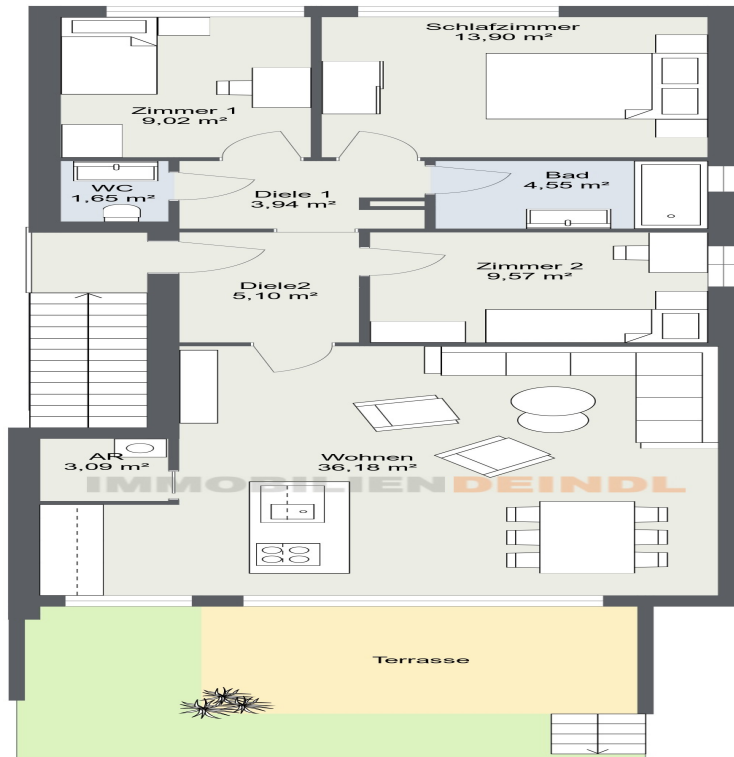 Schlafzimmer
13,90 m²
Zimmer 1
9,02 m²
WC
1,65 m²
Diele 1
3,94 m²
Bad
4,55 m²
Zimmer 2
9,57 m²
Diele2
5,10 m²
AR
3,09 m²
Wohnen
36,18 m²
IMMOBILIENDEINDL
Terrasse